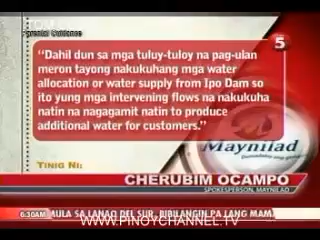 Parental Guidance
5
"Dahil dun sa mga tuluy-tuloy na pag-ulan
meron tayong nakukuhang mga water
allocation or water supply from Ipo Dam so
ito yung mga intervening flows na nakukuha
natin na nagagamit natin to produce
additional water for customers."
Maynilad
TINIG NI:
CHERUBIM OCAMPO
SPOKESPERSON, MAYNILAD
6:30AM MULA SA LANAO DEL SUR, BIBILANGIN PA LANG MAMA
WWW.PINOYCHANNEL.TV